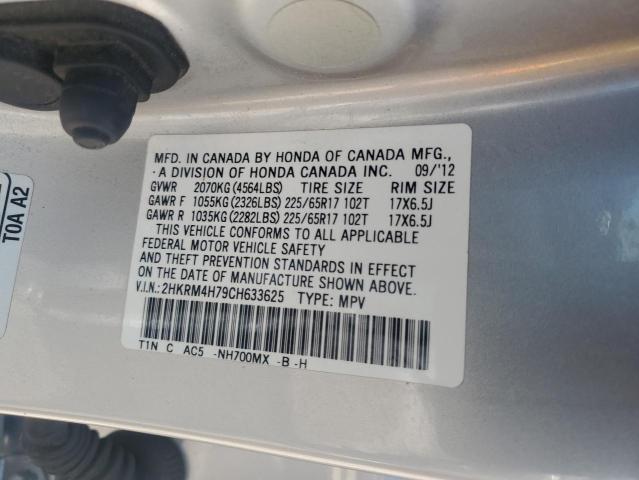 MFD. IN CANADA BY HONDA OF CANADA MFG.,
A DIVISION OF HONDA CANADA INC. 09/'12
GVWR 2070KG (4564LBS) TIRE SIZE RIM SIZE
GAWR F 1055KG (2326LBS) 225/65R17 102T 17X6.5J
GAWR R 1035KG (2282LBS) 225/65R17 102T 17X6.5J
THIS VEHICLE CONFORMS TO ALL APPLICABLE
FEDERAL MOTOR VEHICLE SAFETY
AND THEFT PREVENTION STANDARDS IN EFFECT
ON THE DATE OF MANUFACTURE SHOWN ABOVE.
V.I.N.: 2HKRM4H79CH633625 TYPE: MPV
T1N C AC5 -NH700MX -B -H
TOA A2